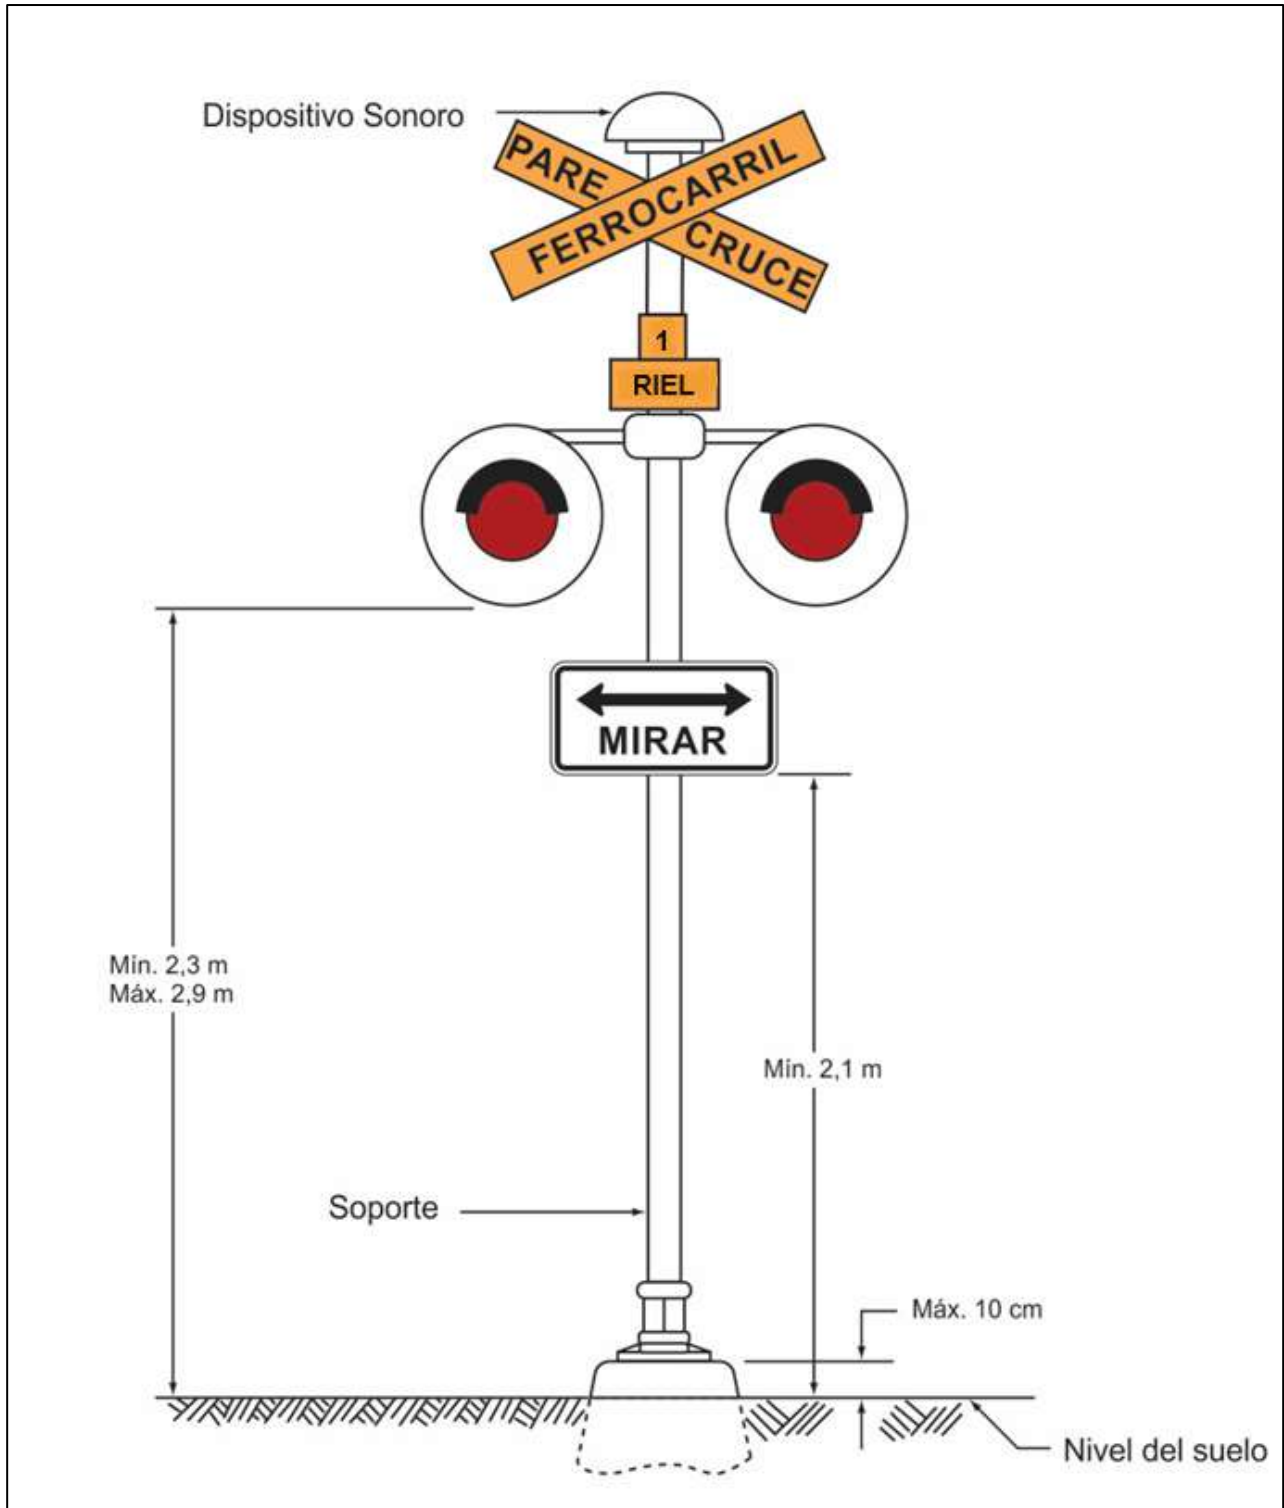 Dispositivo Sonoro
PARE
FERROCARRIL
CRUCE
1
RIEL
MIRAR
Mín. 2,3 m
Máx. 2,9 m
Mín. 2,1 m
Soporte
Máx. 10 cm
Nivel del suelo